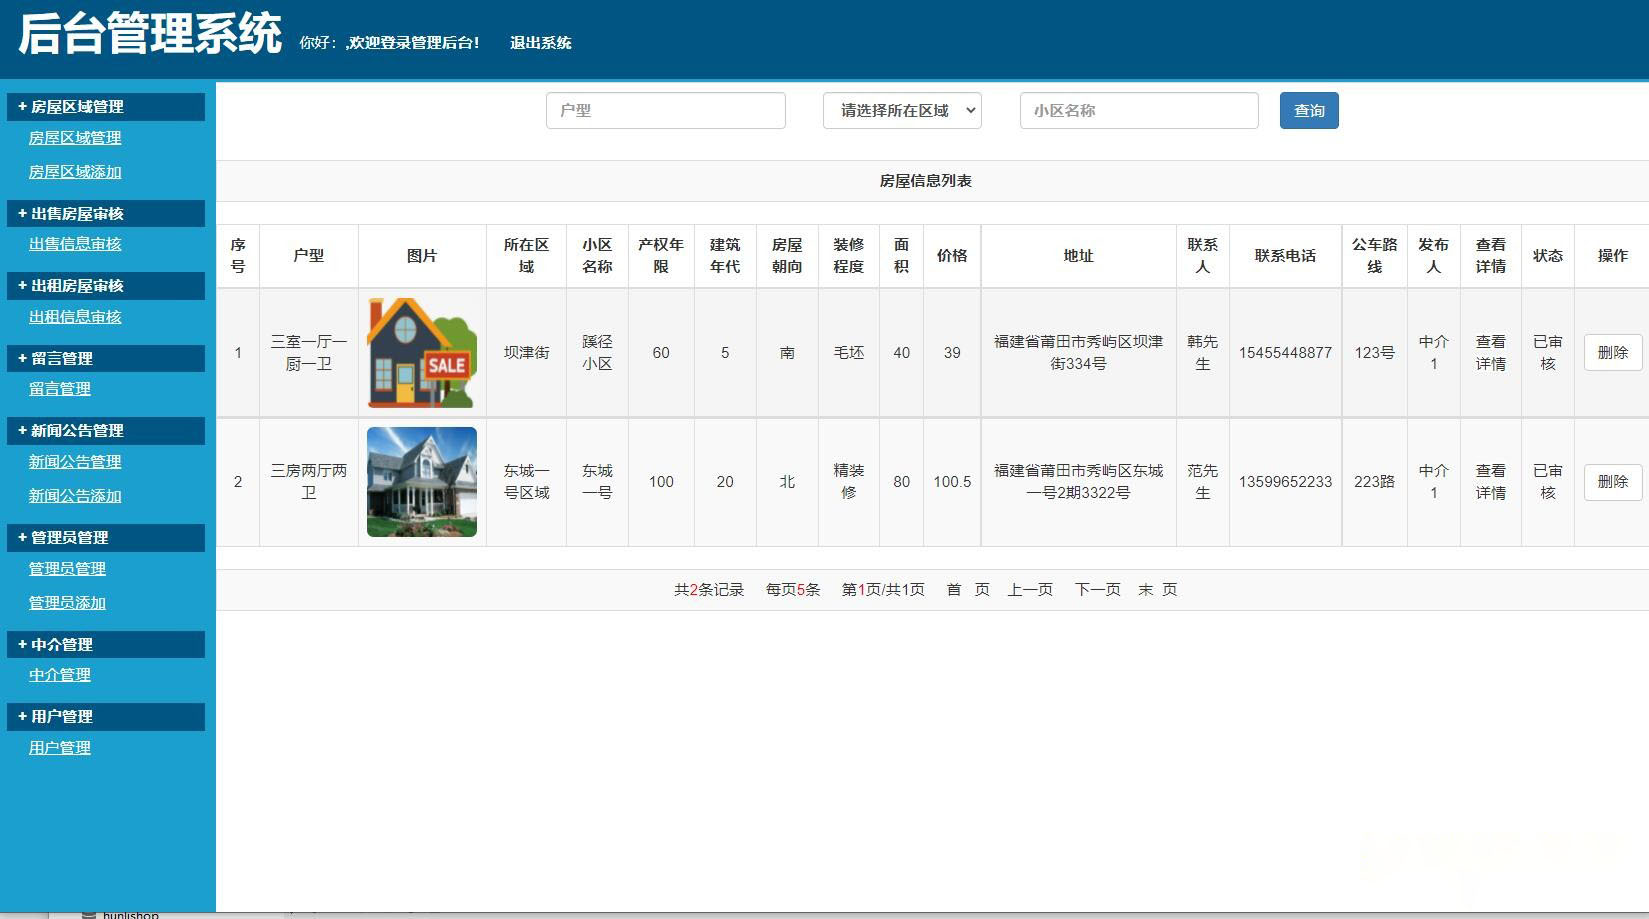 后台管理系统 你好：,欢迎登录管理后台! 退出系统
+ 房屋区域管理
房屋区域管理
房屋区域添加
+ 出售房屋审核
出售信息审核
+ 出租房屋审核
出租信息审核
+ 留言管理
留言管理
+ 新闻公告管理
新闻公告管理
新闻公告添加
+ 管理员管理
管理员管理
管理员添加
+ 中介管理
中介管理
+ 用户管理
用户管理
户型 请选择所在区域 小区名称 查询
房屋信息列表
序号 户型 图片 所在区域 小区名称 产权年限 建筑年代 房屋朝向 装修程度 面积 价格 地址 联系人 联系电话 公车路线 发布人 查看详情 状态 操作
1 三室一厅一厨一卫 SALE 坝津街 蹊径小区 60 5 南 毛坯 40 39 福建省莆田市秀屿区坝津街334号 韩先生 15455448877 123号 中介1 查看详情 已审核 删除
2 三房两厅两卫 东城一号区域 东城一号 100 20 北 精装修 80 100.5 福建省莆田市秀屿区东城一号2期3322号 范先生 13599652233 223路 中介1 查看详情 已审核 删除
共2条记录 每页5条 第1页/共1页 首 页 上一页 下一页 末 页
hunlishop